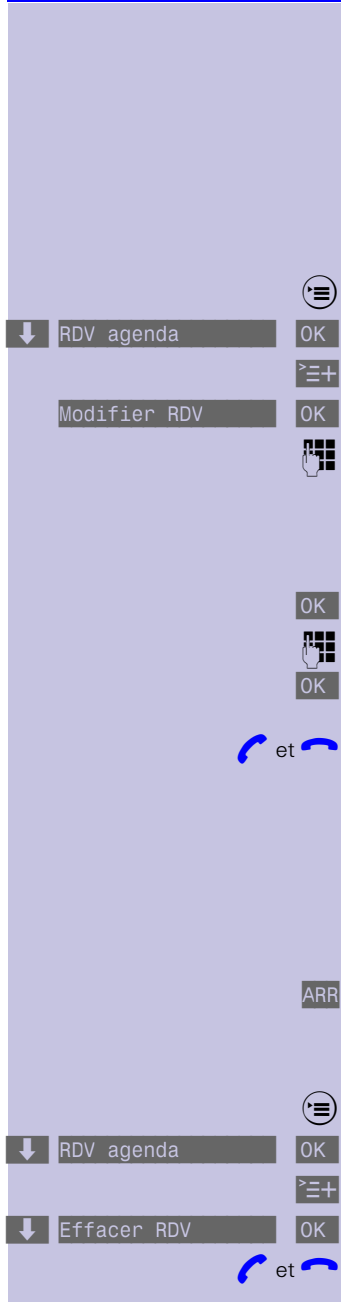 RDV agenda OK
Modifier RDV OK
OK
OK
et
ARR
RDV agenda OK
Effacer RDV OK
et